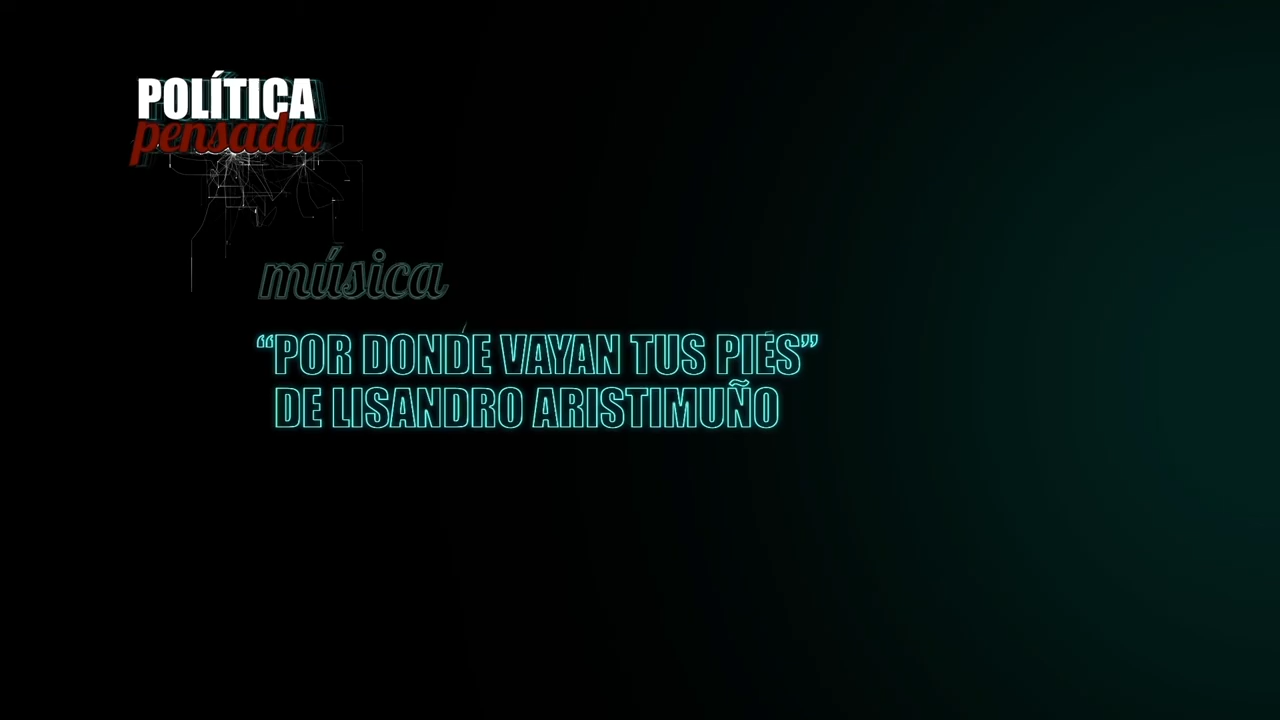 POLÍTICA
pensada
música
“POR DONDE VAYAN TUS PIES”
DE LISANDRO ARISTIMUÑO